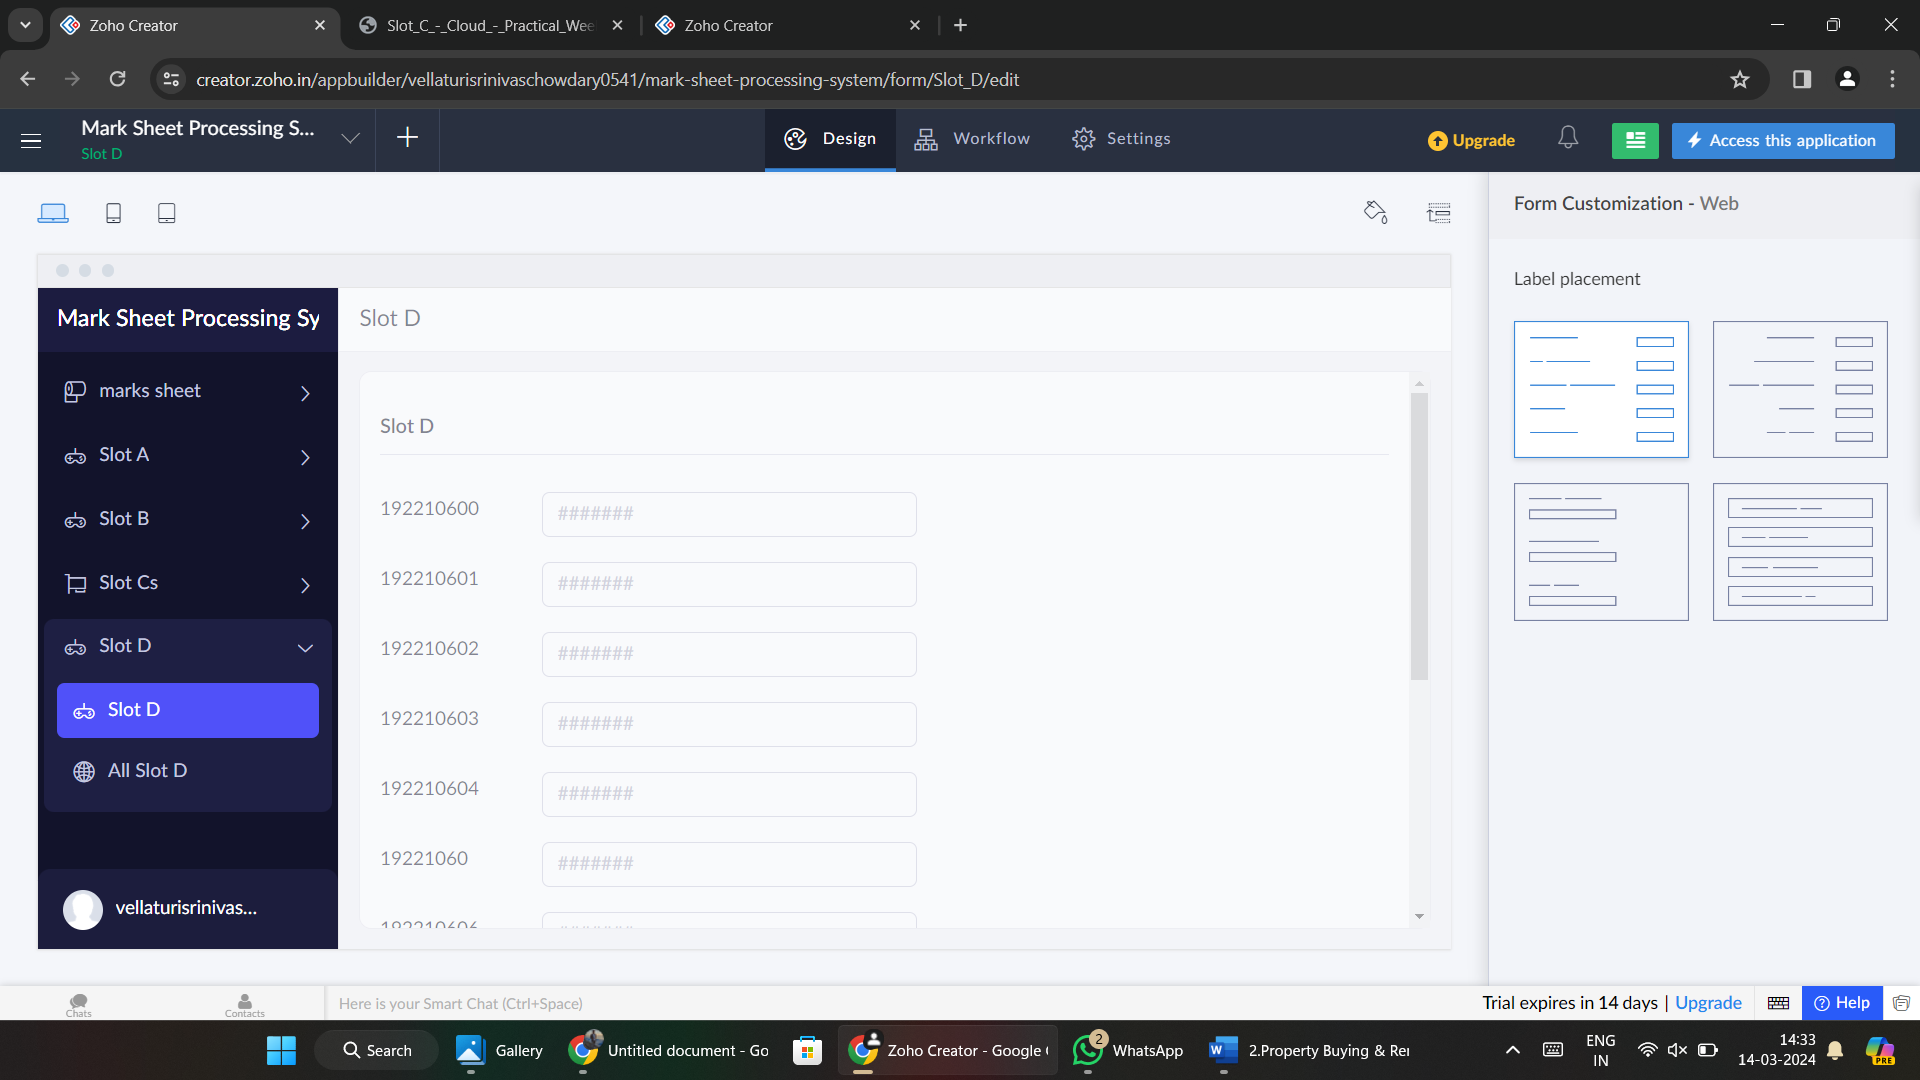 Zoho Creator
Slot_C_-_Cloud_-_Practical_Wee
Zoho Creator
creator.zoho.in/appbuilder/vellaturisrinivaschowdary0541/mark-sheet-processing-system/form/Slot_D/edit
Mark Sheet Processing S...
Slot D
Design
Workflow
Settings
Upgrade
Access this application
Form Customization - Web
Label placement
Mark Sheet Processing Sy
marks sheet
Slot A
Slot B
Slot Cs
Slot D
Slot D
All Slot D
vellaturisrinivas...
Slot D
Slot D
192210600 #######
192210601 #######
192210602 #######
192210603 #######
192210604 #######
19221060 #######
192210606
Chats
Contacts
Here is your Smart Chat (Ctrl+Space)
Trial expires in 14 days | Upgrade
Help
Search
Gallery
Untitled document - Go
Zoho Creator - Google
2
WhatsApp
2.Property Buying & Rer
ENG
IN
14:33
14-03-2024
PRE